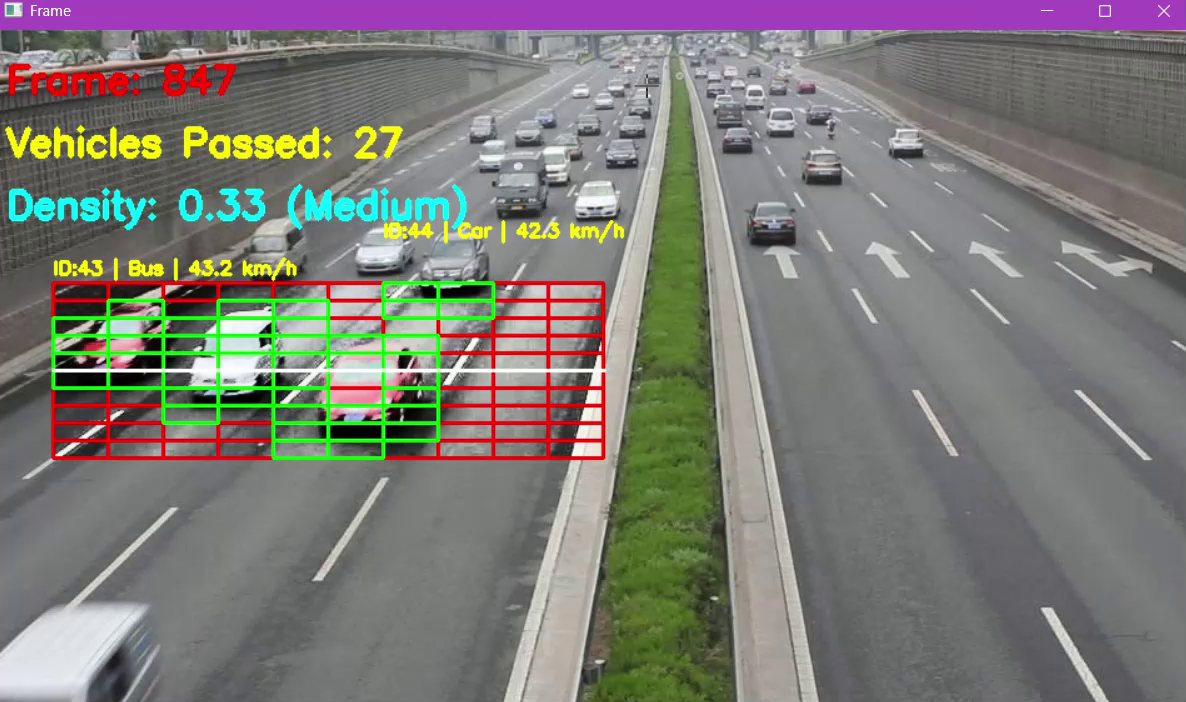 Frame
Frame: 847
Vehicles Passed: 27
Density: 0.33 (Medium)
ID:44 | Car | 42.3 km/h
ID:43 | Bus | 43.2 km/h